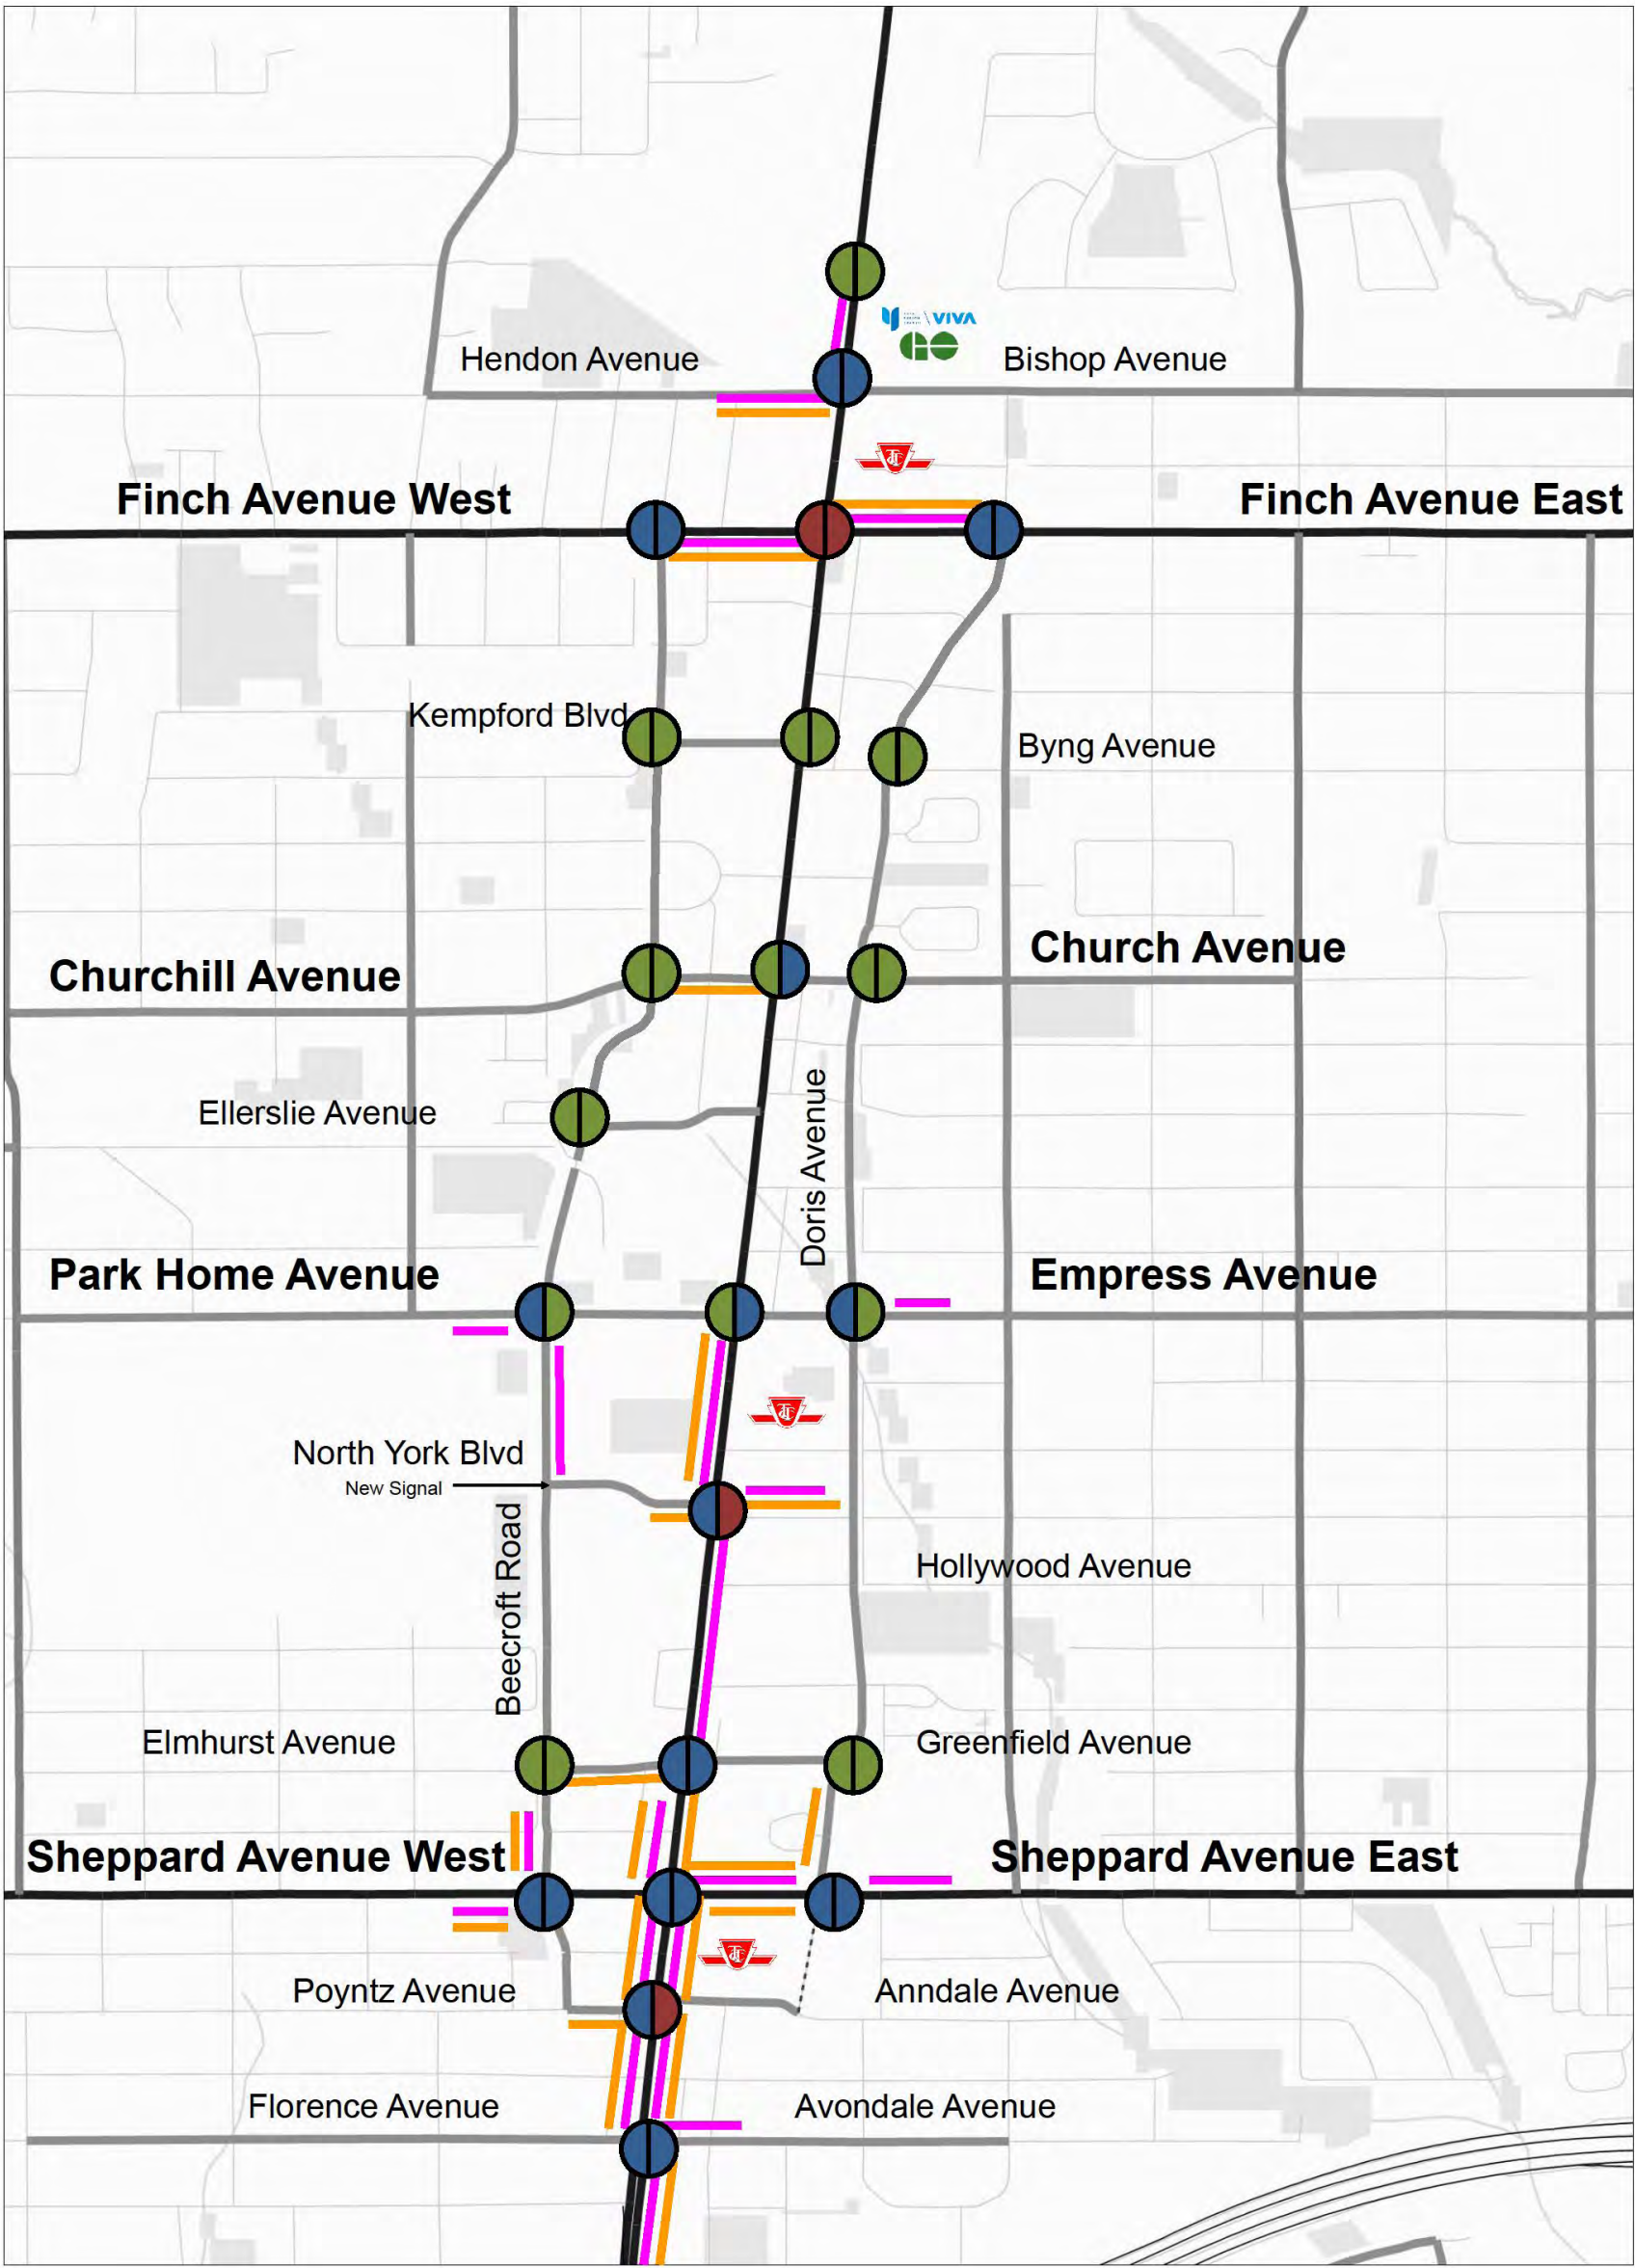 VIVA
GO
Hendon Avenue
Bishop Avenue
Finch Avenue West
Finch Avenue East
Kempford Blvd
Byng Avenue
Churchill Avenue
Church Avenue
Ellerslie Avenue
Doris Avenue
Park Home Avenue
Empress Avenue
North York Blvd
New Signal
Beecroft Road
Hollywood Avenue
Elmhurst Avenue
Greenfield Avenue
Sheppard Avenue West
Sheppard Avenue East
Poyntz Avenue
Anndale Avenue
Florence Avenue
Avondale Avenue